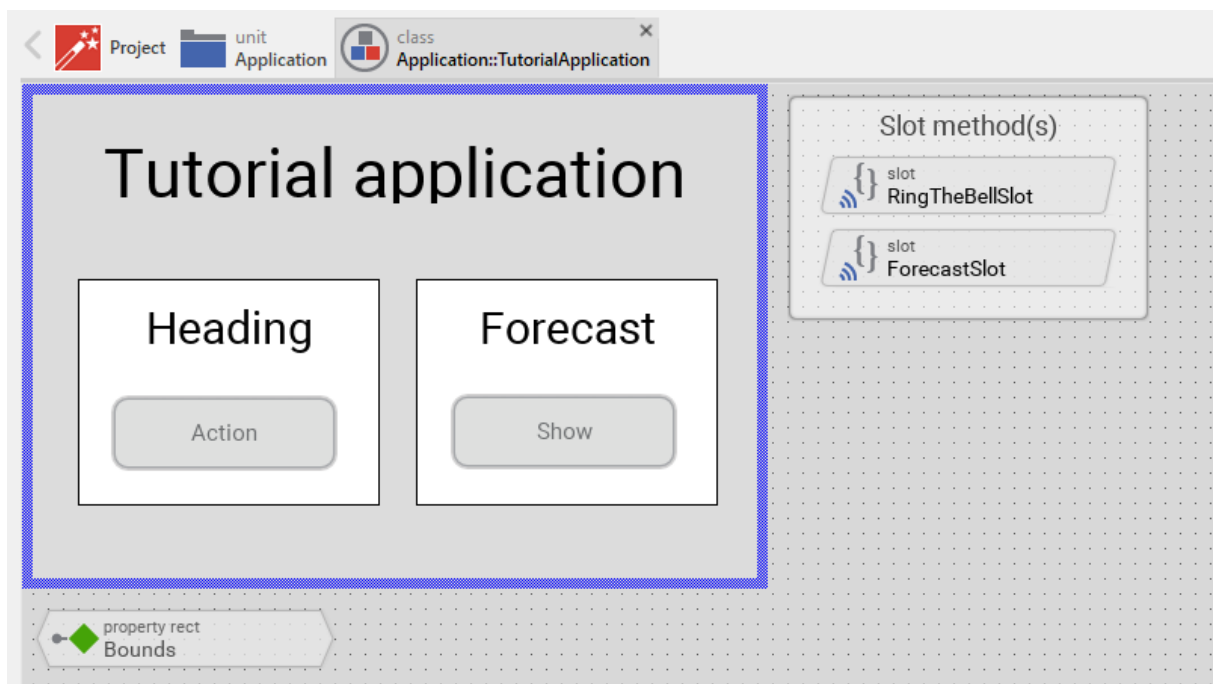 Project
unit
Application
class
Application::TutorialApplication
Tutorial application
Heading
Action
Forecast
Show
Slot method(s)
slot
RingTheBellSlot
slot
ForecastSlot
property rect
Bounds